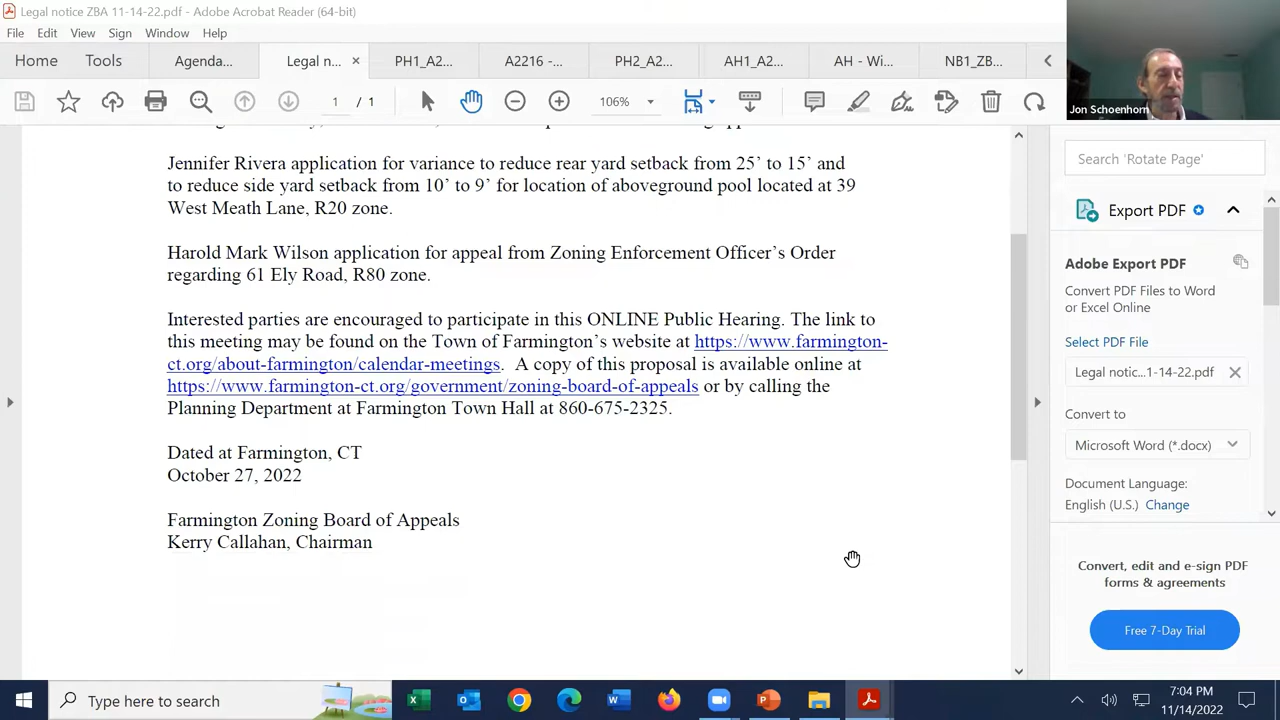 Legal notice ZBA 11-14-22.pdf - Adobe Acrobat Reader (64-bit)
File Edit View Sign Window Help
Home Tools Agenda... Legal n... × PH1_A2... A2216 -... PH2_A2... AH1_A2... AH - Wi... NB1_ZB...
1 / 1 106%
Jon Schoenhorn
Jennifer Rivera application for variance to reduce rear yard setback from 25’ to 15’ and
to reduce side yard setback from 10’ to 9’ for location of aboveground pool located at 39
West Meath Lane, R20 zone.
Harold Mark Wilson application for appeal from Zoning Enforcement Officer’s Order
regarding 61 Ely Road, R80 zone.
Interested parties are encouraged to participate in this ONLINE Public Hearing. The link to
this meeting may be found on the Town of Farmington’s website at https://www.farmington-
ct.org/about-farmington/calendar-meetings. A copy of this proposal is available online at
https://www.farmington-ct.org/government/zoning-board-of-appeals or by calling the
Planning Department at Farmington Town Hall at 860-675-2325.
Dated at Farmington, CT
October 27, 2022
Farmington Zoning Board of Appeals
Kerry Callahan, Chairman
Search 'Rotate Page'
Export PDF
Adobe Export PDF
Convert PDF Files to Word
or Excel Online
Select PDF File
Legal notic...1-14-22.pdf
Convert to
Microsoft Word (*.docx)
Document Language:
English (U.S.) Change
Convert, edit and e-sign PDF
forms & agreements
Free 7-Day Trial
Type here to search
7:04 PM
11/14/2022